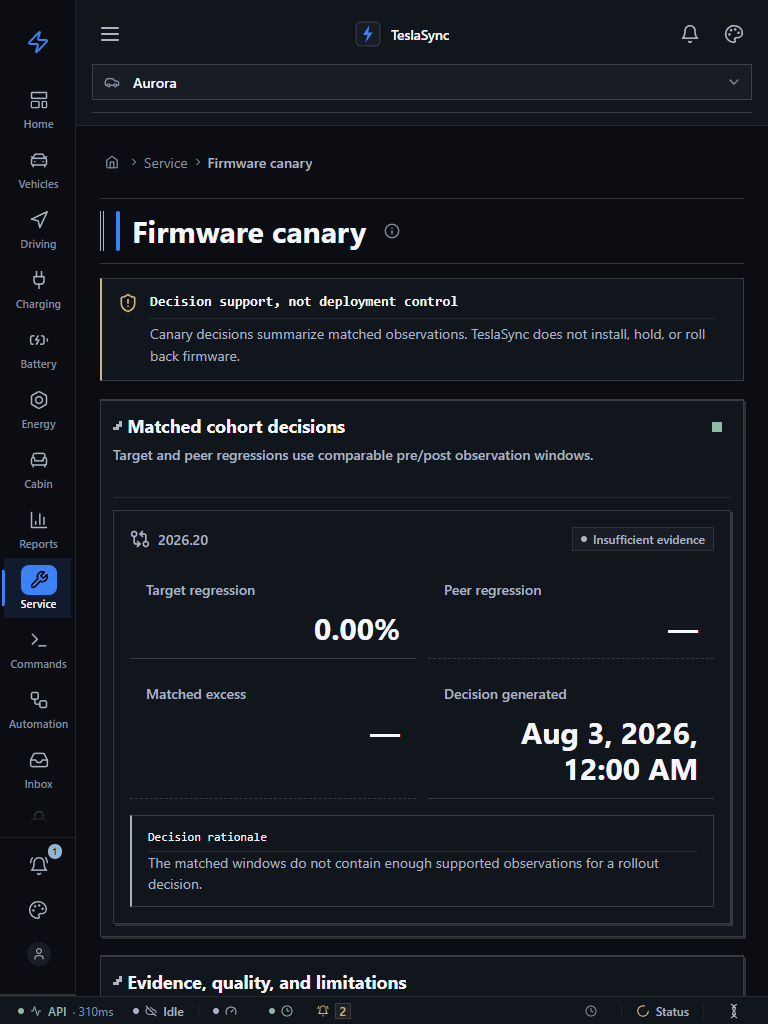 TeslaSync
Aurora
Home
Vehicles
Driving
Charging
Battery
Energy
Cabin
Reports
Service
Commands
Automation
Inbox
1
Service
Firmware canary
Firmware canary
Decision support, not deployment control
Canary decisions summarize matched observations. TeslaSync does not install, hold, or roll
back firmware.
Matched cohort decisions
Target and peer regressions use comparable pre/post observation windows.
2026.20
Insufficient evidence
Target regression
0.00%
Peer regression
—
Matched excess
—
Decision generated
Aug 3, 2026,
12:00 AM
Decision rationale
The matched windows do not contain enough supported observations for a rollout
decision.
Evidence, quality, and limitations
API · 310ms
Idle
2
Status